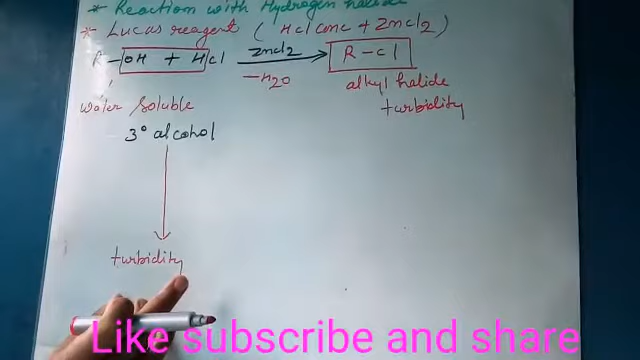 * Reaction with Hydrogen halide
* Lucas reagent ( HCl conc + ZnCl2 )
R - OH + HCl ZnCl2 -H2O R - Cl
alkyl halide
water soluble turbidity
3° alcohol
turbidity
Like subscribe and share